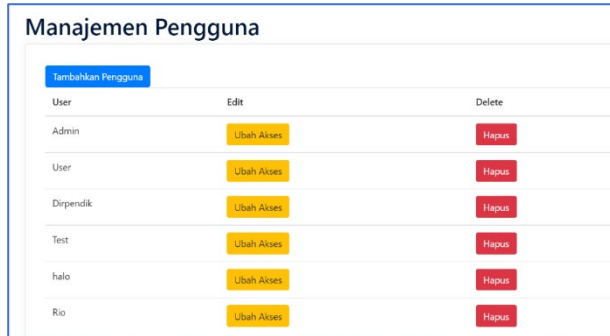 Manajemen Pengguna
Tambahkan Pengguna
User Edit Delete
Admin Ubah Akses Hapus
User Ubah Akses Hapus
Dirpendik Ubah Akses Hapus
Test Ubah Akses Hapus
halo Ubah Akses Hapus
Rio Ubah Akses Hapus